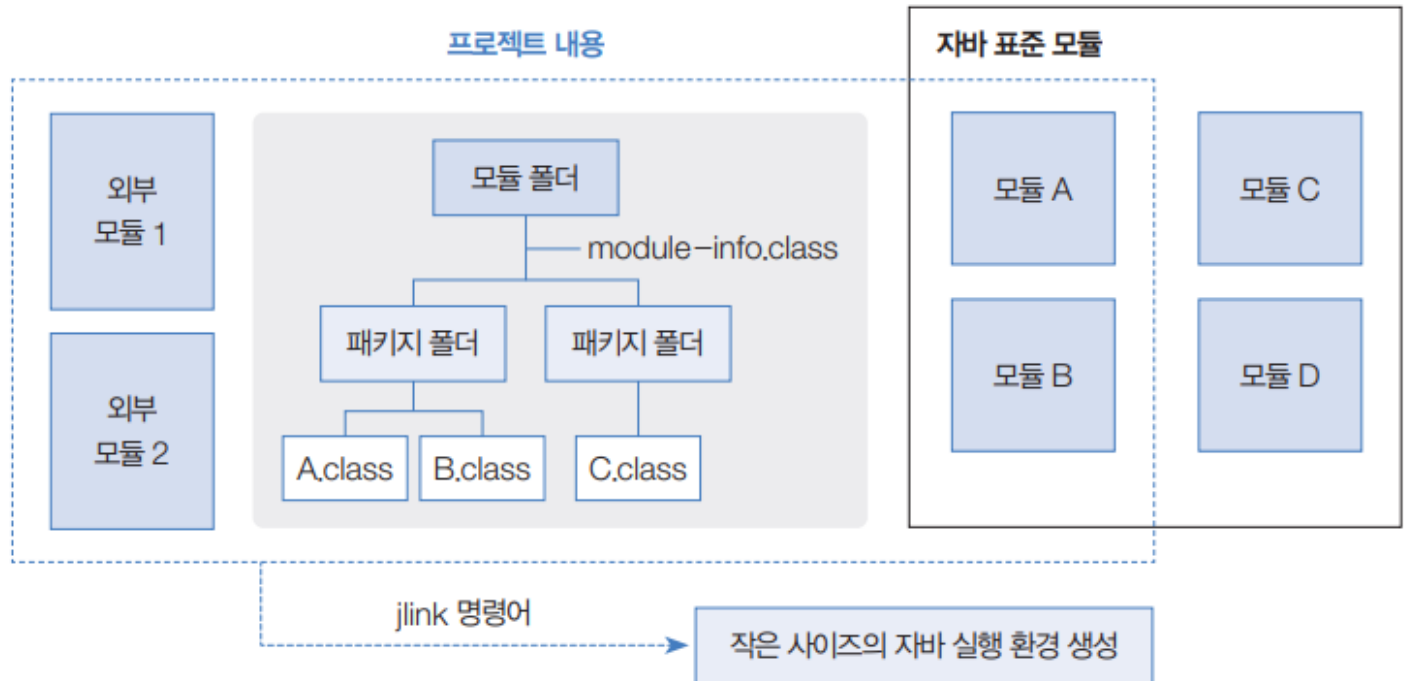 프로젝트 내용
자바 표준 모듈
외부
모듈 1
외부
모듈 2
모듈 폴더
module-info.class
패키지 폴더
패키지 폴더
A.class
B.class
C.class
모듈 A
모듈 C
모듈 B
모듈 D
jlink 명령어
작은 사이즈의 자바 실행 환경 생성